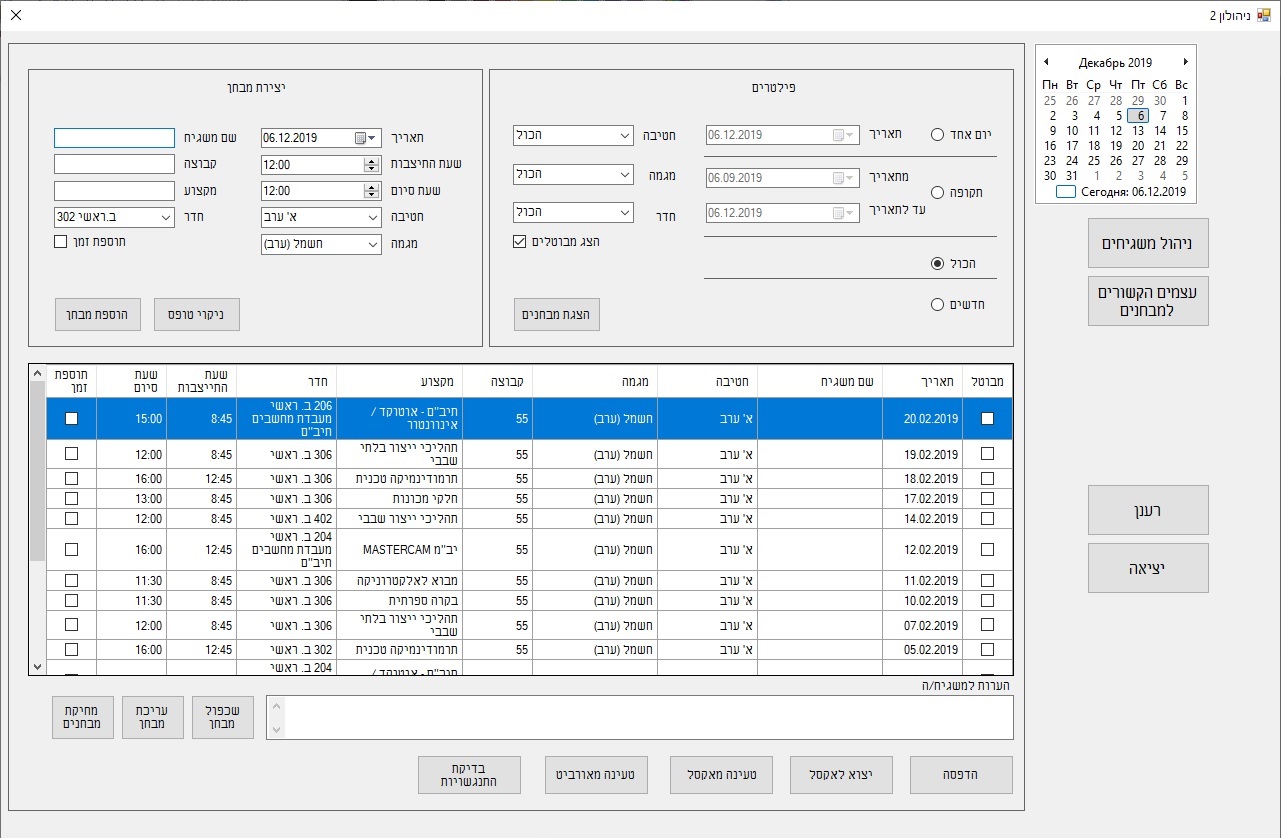 ניהולון 2
Декабрь 2019
Пн Вт Ср Чт Пт Сб Вс
25 26 27 28 29 30 1
2 3 4 5 6 7 8
9 10 11 12 13 14 15
16 17 18 19 20 21 22
23 24 25 26 27 28 29
30 31 1 2 3 4 5
Сегодня: 06.12.2019
ניהול משגיחים
עצמים הקשורים
למבחנים
רענן
יציאה
פילטרים
יום אחד
תאריך 06.12.2019
חטיבה הכול
תקופה
מתאריך 06.09.2019
מגמה הכול
עד לתאריך 06.12.2019
חדר הכול
הצג מבוטלים
הכול
חדשים
הצגת מבחנים
יצירת מבחן
תאריך 06.12.2019
שם משגיח
שעת התיצבות 12:00
קבוצה
שעת סיום 12:00
מקצוע
חטיבה א' ערב
חדר ב.ראשי 302
מגמה חשמל (ערב)
תוספת זמן
ניקוי טופס
הוספת מבחן
מבוטל תאריך שם משגיח חטיבה מגמה קבוצה מקצוע חדר שעת התייצבות שעת סיום תוספת זמן
20.02.2019 א' ערב חשמל (ערב) 55 תיב"ם - אוטוקד / אינוונטור 206 ב. ראשי מעבדת מחשבים תיב"ם 8:45 15:00
19.02.2019 א' ערב חשמל (ערב) 55 תהליכי ייצור בלתי שבבי 306 ב. ראשי 8:45 12:00
18.02.2019 א' ערב חשמל (ערב) 55 תרמודינמיקה טכנית 306 ב. ראשי 12:45 16:00
17.02.2019 א' ערב חשמל (ערב) 55 חלקי מכונות 306 ב. ראשי 8:45 13:00
14.02.2019 א' ערב חשמל (ערב) 55 תהליכי ייצור שבבי 402 ב. ראשי 8:45 12:00
12.02.2019 א' ערב חשמל (ערב) 55 יב"מ MASTERCAM 204 ב. ראשי מעבדת מחשבים תיב"ם 12:45 16:00
11.02.2019 א' ערב חשמל (ערב) 55 מבוא לאלקטרוניקה 306 ב. ראשי 8:45 11:30
10.02.2019 א' ערב חשמל (ערב) 55 בקרה ספרתית 306 ב. ראשי 8:45 11:30
07.02.2019 א' ערב חשמל (ערב) 55 תהליכי ייצור בלתי שבבי 306 ב. ראשי 8:45 12:00
05.02.2019 א' ערב חשמל (ערב) 55 תרמודינמיקה טכנית 302 ב. ראשי 12:45 16:00
תיב"ם - אוטוקד / 204 ב. ראשי
הערות למשגיח/ה
שכפול
מבחן
עריכת
מבחן
מחיקת
מבחנים
הדפסה
יצוא לאקסל
טעינה מאקסל
טעינה מאורביט
בדיקת
התנגשויות